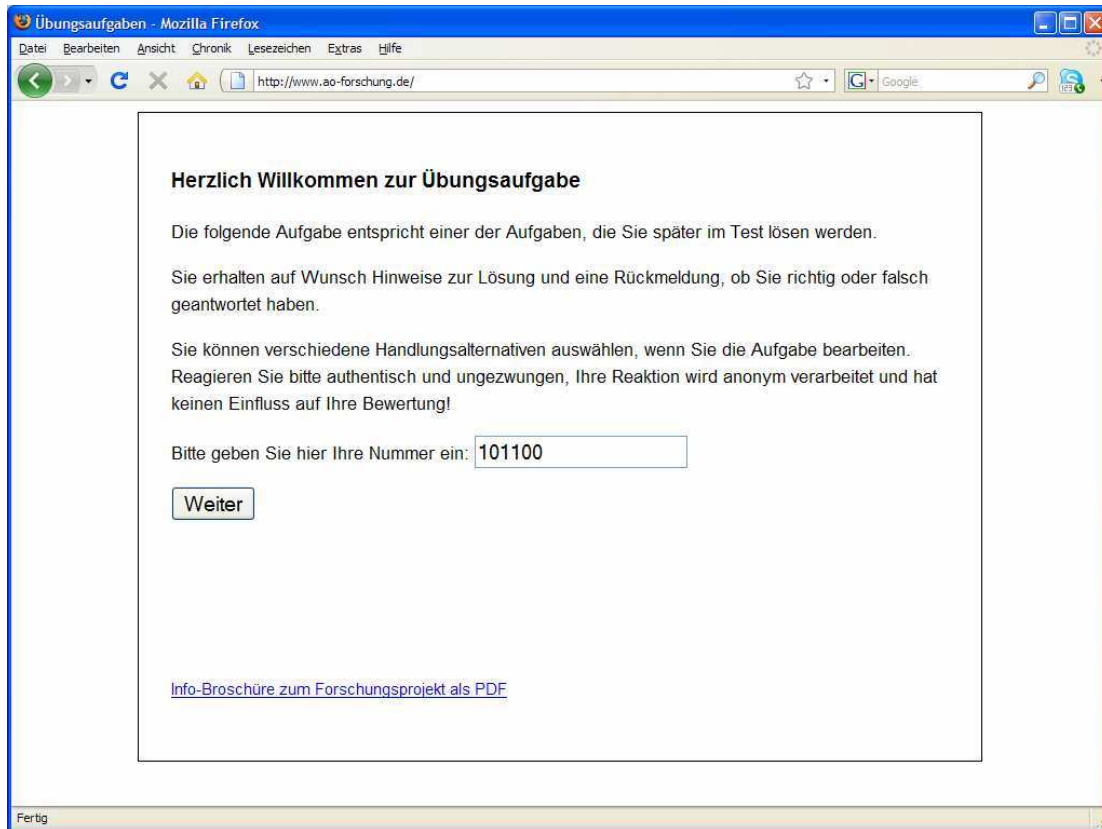 Übungsaufgaben - Mozilla Firefox
Datei Bearbeiten Ansicht Chronik Lesezeichen Extras Hilfe
http://www.ao-forschung.de/ G Google
Herzlich Willkommen zur Übungsaufgabe
Die folgende Aufgabe entspricht einer der Aufgaben, die Sie später im Test lösen werden.
Sie erhalten auf Wunsch Hinweise zur Lösung und eine Rückmeldung, ob Sie richtig oder falsch
geantwortet haben.
Sie können verschiedene Handlungsalternativen auswählen, wenn Sie die Aufgabe bearbeiten.
Reagieren Sie bitte authentisch und ungezwungen, Ihre Reaktion wird anonym verarbeitet und hat
keinen Einfluss auf Ihre Bewertung!
Bitte geben Sie hier Ihre Nummer ein: 101100
Weiter
Info-Broschüre zum Forschungsprojekt als PDF
Fertig